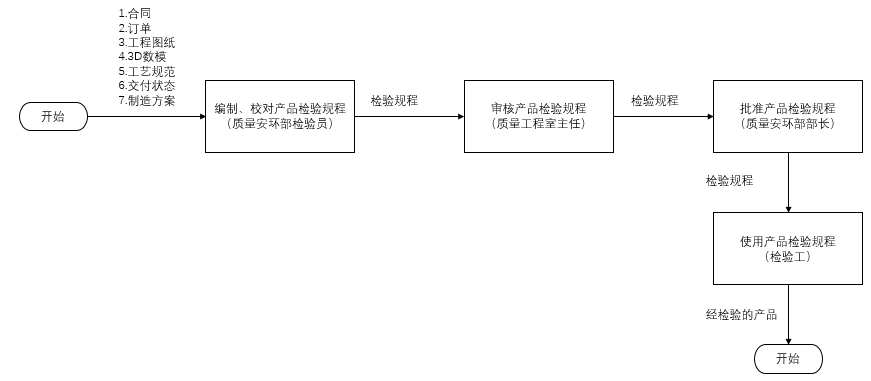 1.合同
2.订单
3.工程图纸
4.3D数模
5.工艺规范
6.交付状态
7.制造方案
开始
编制、校对产品检验规程
（质量安环部检验员）
检验规程
审核产品检验规程
（质量工程室主任）
检验规程
批准产品检验规程
（质量安环部部长）
检验规程
使用产品检验规程
（检验工）
经检验的产品
开始